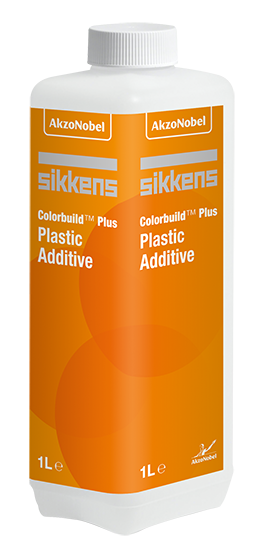 AkzoNobel
sikkens
Colorbuild™ Plus
Plastic
Additive
1L ℮
AkzoNobel
sikkens
Colorbuild™ Plus
Plastic
Additive
1L ℮
AkzoNobel